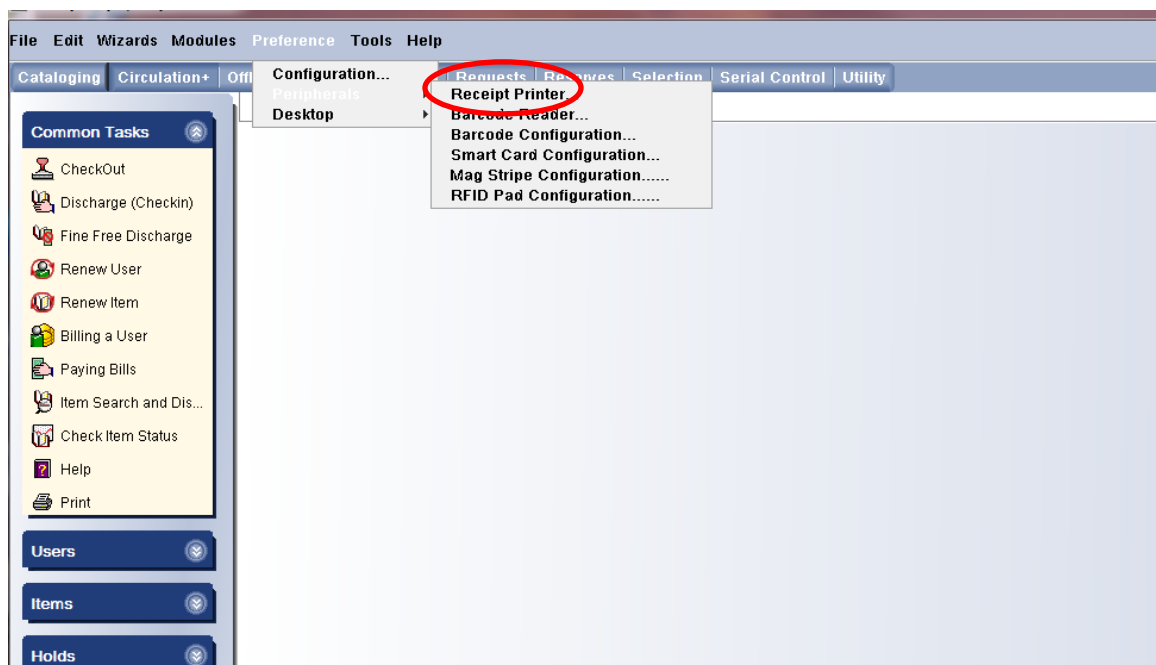 File Edit Wizards Modules Preference Tools Help
Cataloging Circulation+ Requests Reserves Selection Serial Control Utility
Configuration...
Peripherals
Desktop
Receipt Printer...
Barcode Reader...
Barcode Configuration...
Smart Card Configuration...
Mag Stripe Configuration......
RFID Pad Configuration......
Common Tasks
CheckOut
Discharge (Checkin)
Fine Free Discharge
Renew User
Renew Item
Billing a User
Paying Bills
Item Search and Dis...
Check Item Status
Help
Print
Users
Items
Holds